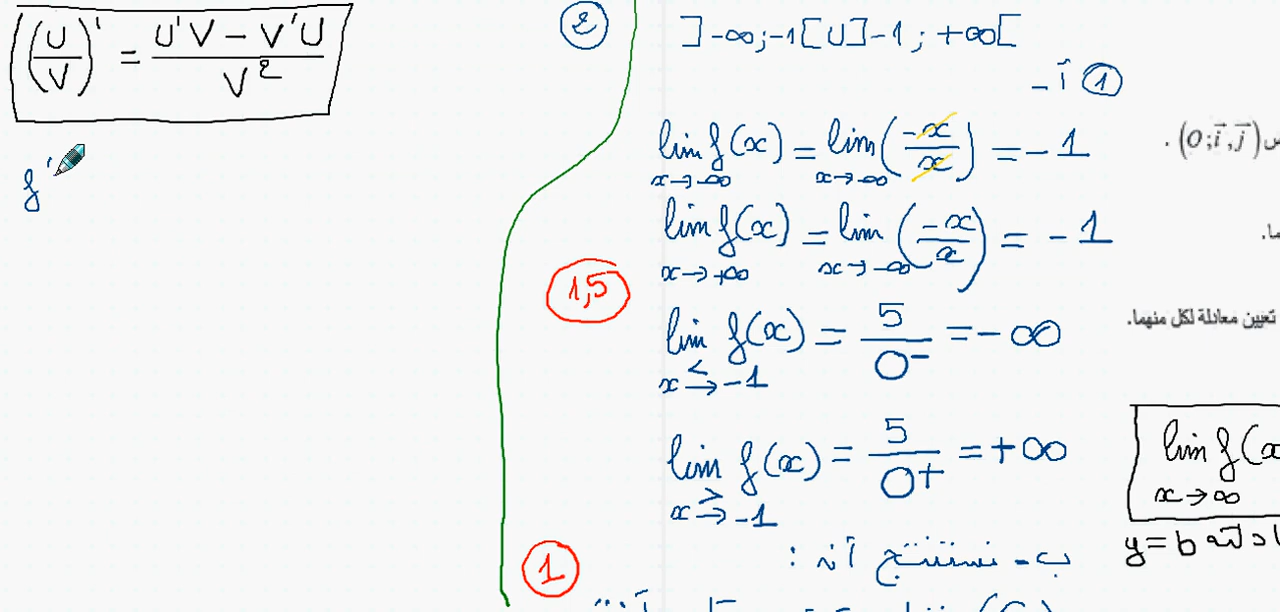 (U/V)' = (U'V − V'U)/V²
f'
2
]−∞;−1[ U ]−1; +∞[
1 أ −
lim f(x) = lim (−x/x) = −1
x→−∞ x→−∞
lim f(x) = lim (−x/x) = −1
x→+∞ x→−∞
1,5
lim f(x) = 5/0⁻ = −∞
x<→−1
lim f(x) = 5/0⁺ = +∞
x>→−1
1
ب - نستنتج أنه :
(O;i,j) .
تعيين معادلة لكل منهما.
lim f(x
x→∞
y=b